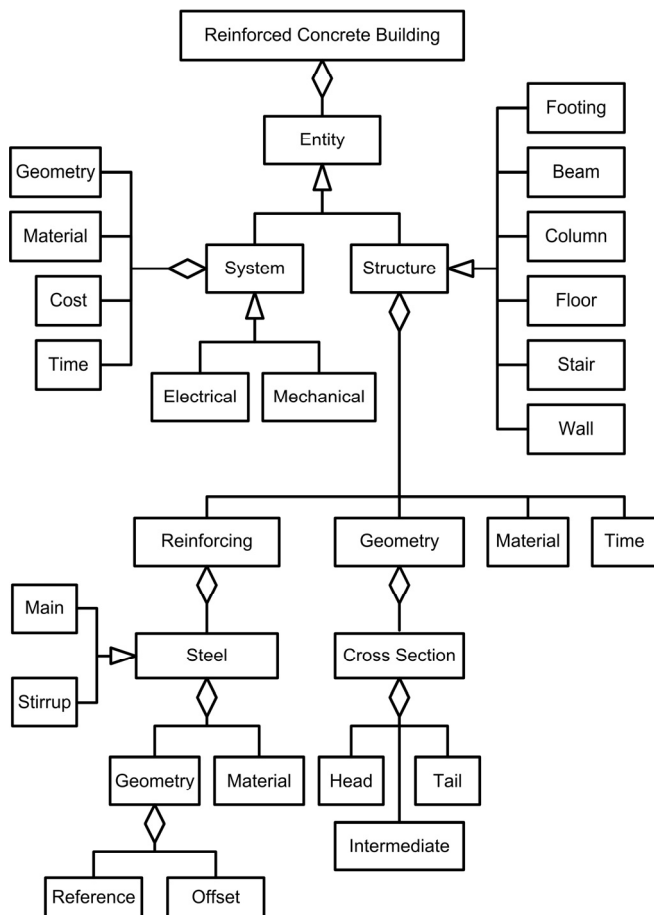 Reinforced Concrete Building
Entity
Geometry
Material
Cost
Time
System
Structure
Footing
Beam
Column
Floor
Stair
Wall
Electrical
Mechanical
Reinforcing
Geometry
Material
Time
Main
Stirrup
Steel
Cross Section
Geometry
Material
Head
Tail
Intermediate
Reference
Offset